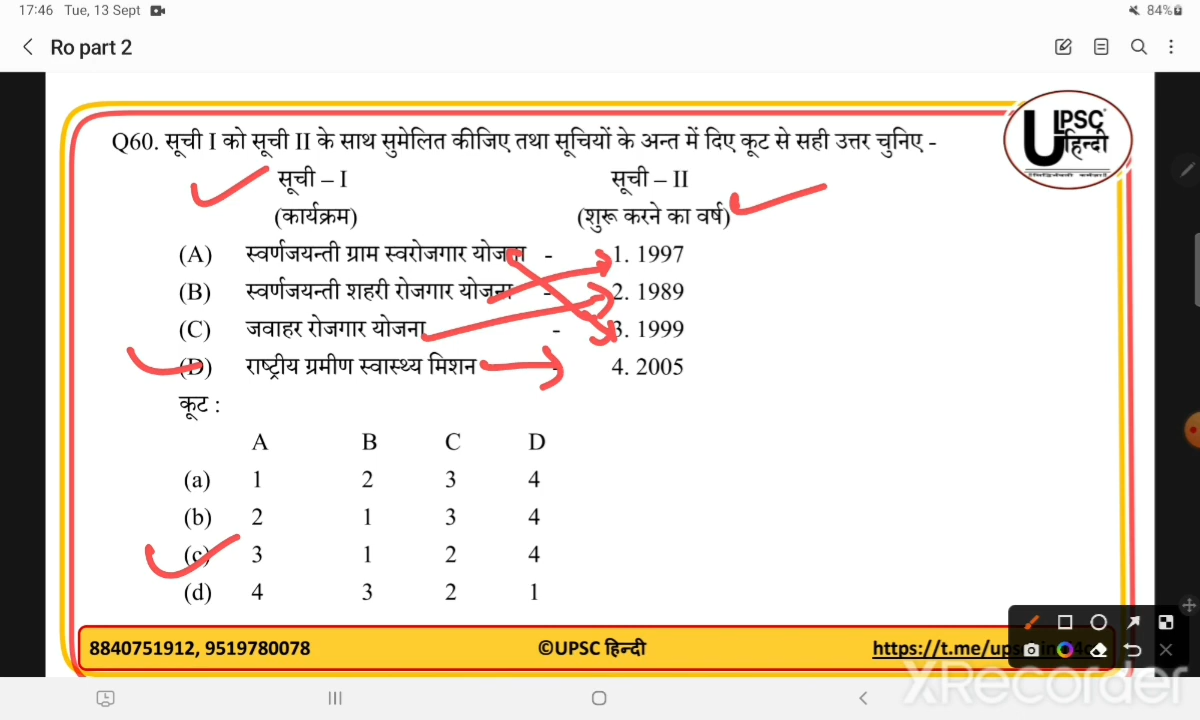 17:46 Tue, 13 Sept 84%
Ro part 2
UPSC
हिन्दी
Q60. सूची I को सूची II के साथ सुमेलित कीजिए तथा सूचियों के अन्त में दिए कूट से सही उत्तर चुनिए -
सूची – I सूची – II
(कार्यक्रम) (शुरू करने का वर्ष)
(A) स्वर्णजयन्ती ग्राम स्वरोजगार योजना - 1. 1997
(B) स्वर्णजयन्ती शहरी रोजगार योजना - 2. 1989
(C) जवाहर रोजगार योजना - 3. 1999
(D) राष्ट्रीय ग्रमीण स्वास्थ्य मिशन - 4. 2005
कूट :
A B C D
(a) 1 2 3 4
(b) 2 1 3 4
(c) 3 1 2 4
(d) 4 3 2 1
8840751912, 9519780078 ©UPSC हिन्दी https://t.me/ups
XRecorder